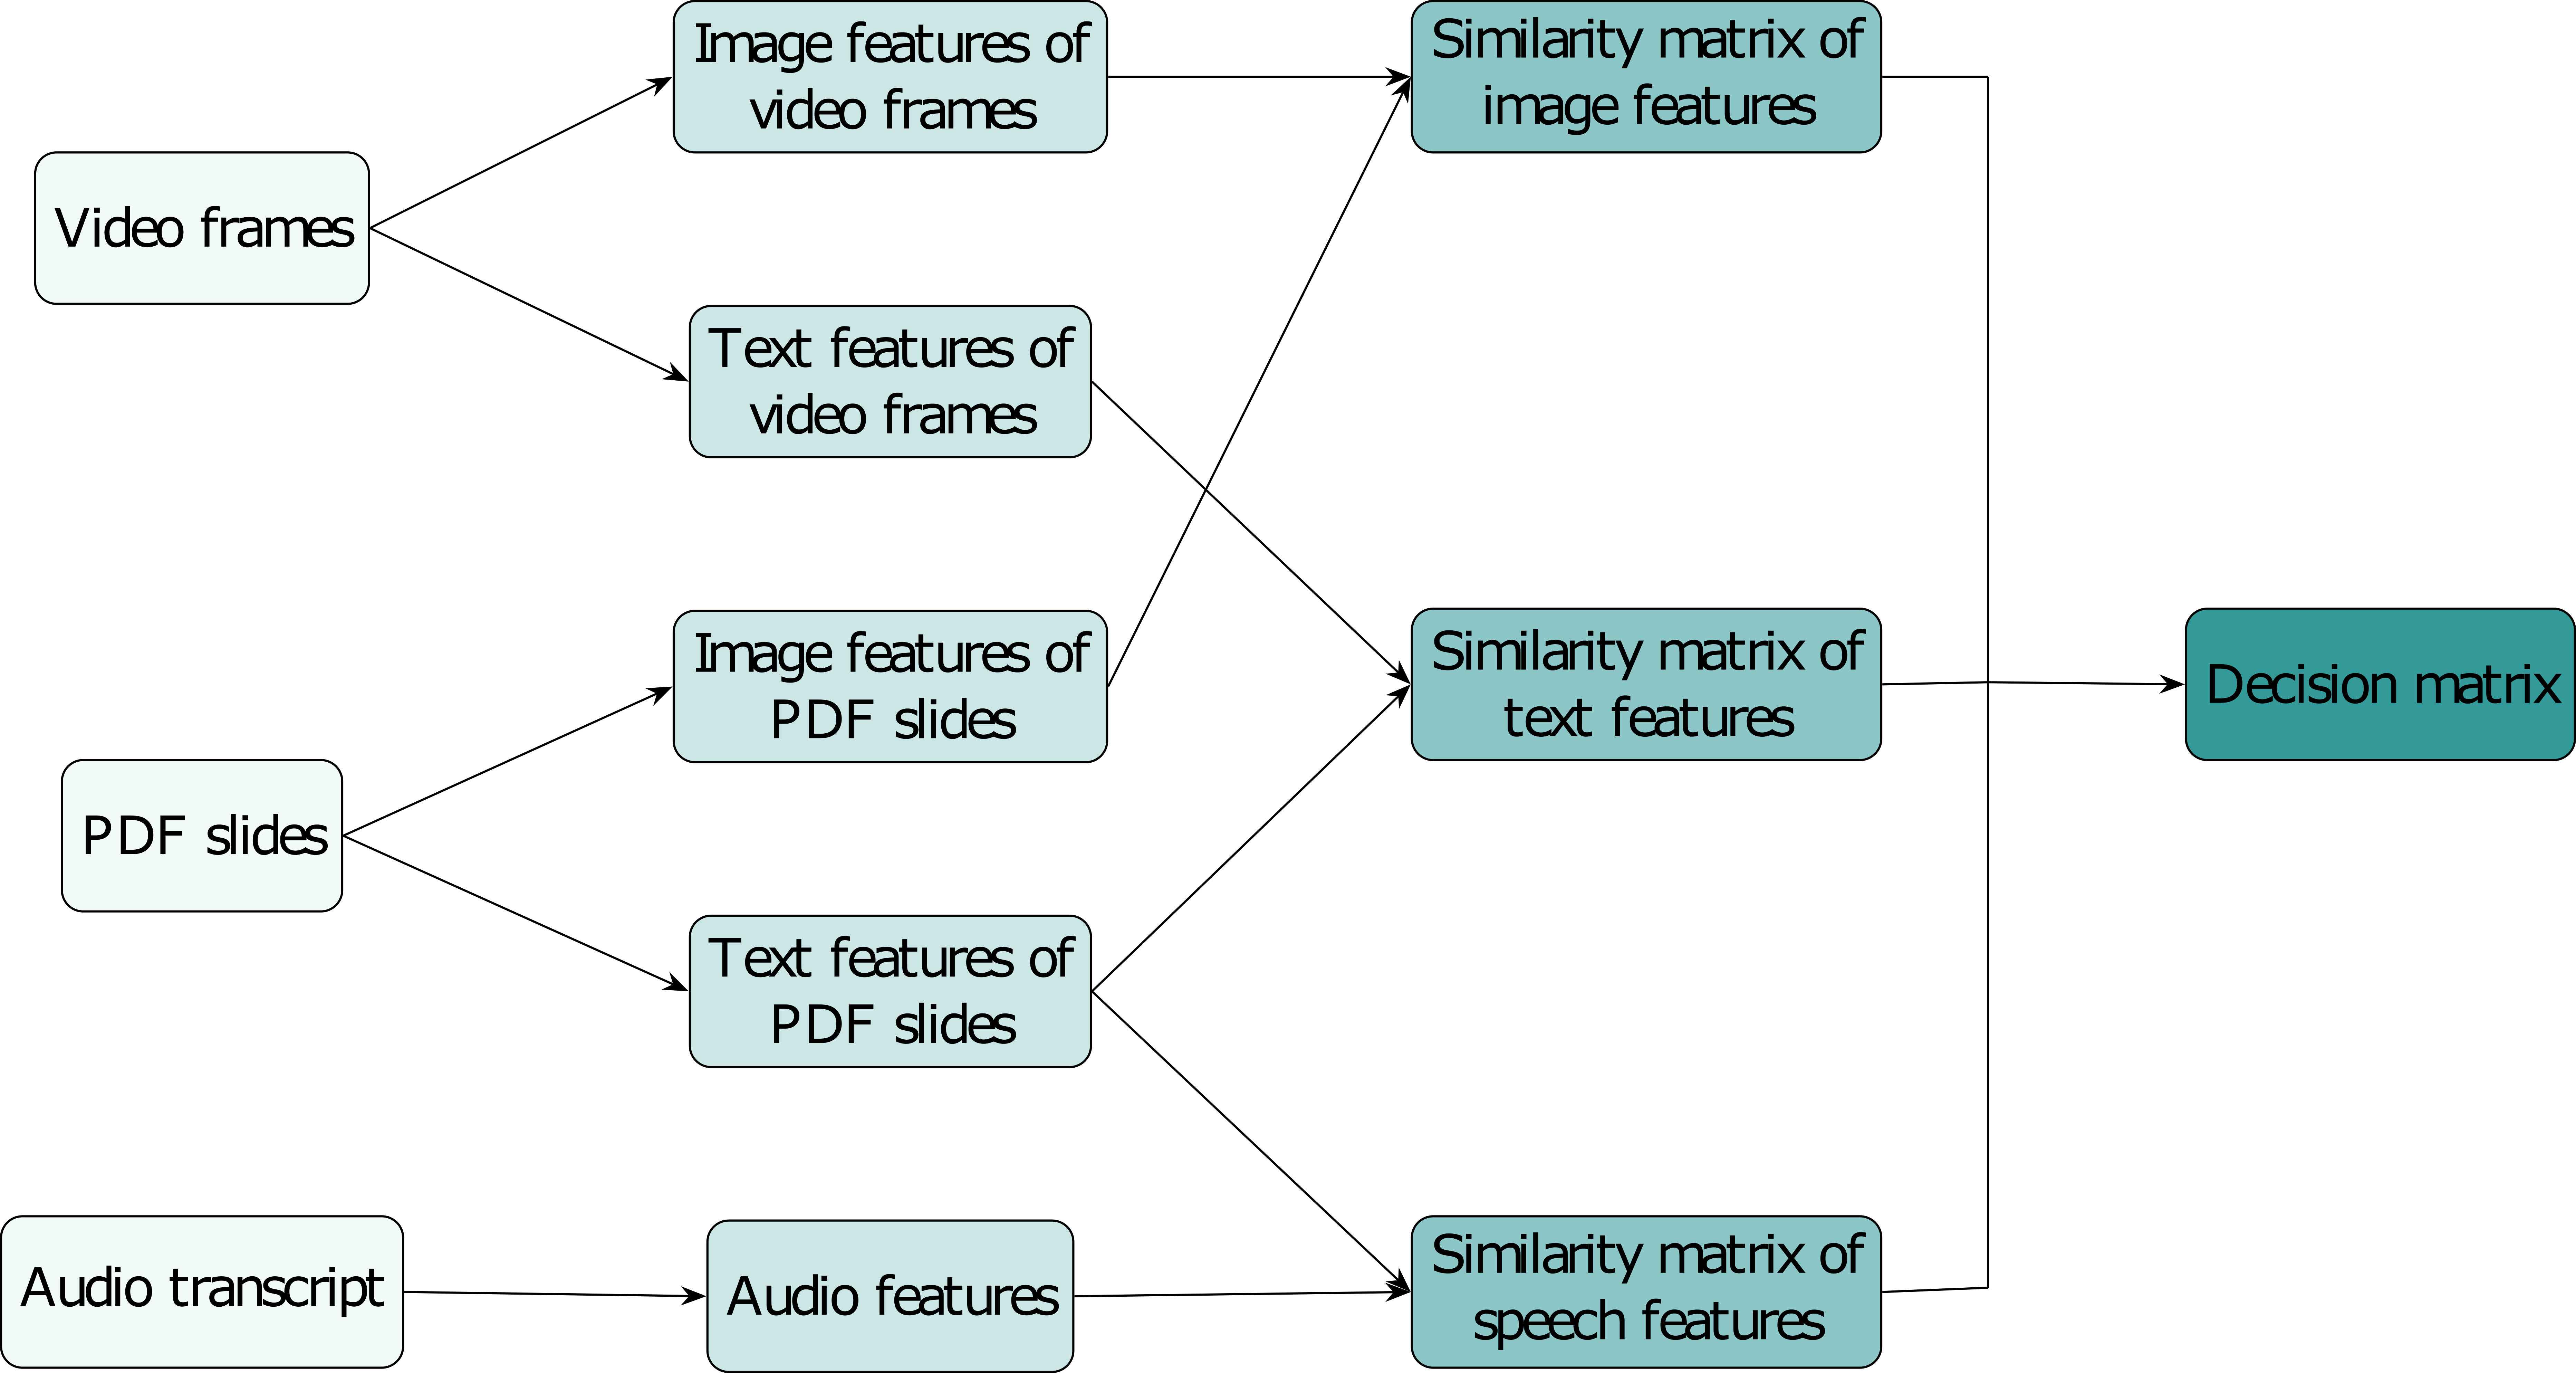 Image features of
video frames
Similarity matrix of
image features
Video frames
Text features of
video frames
Image features of
PDF slides
Similarity matrix of
text features
Decision matrix
PDF slides
Text features of
PDF slides
Audio transcript
Audio features
Similarity matrix of
speech features